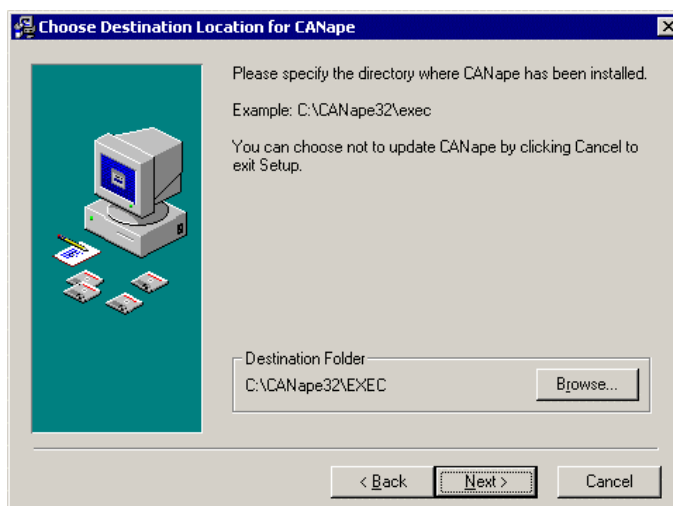 Choose Destination Location for CANape
Please specify the directory where CANape has been installed.
Example: C:\CANape32\exec
You can choose not to update CANape by clicking Cancel to
exit Setup.
Destination Folder
C:\CANape32\EXEC
Browse...
< Back
Next >
Cancel